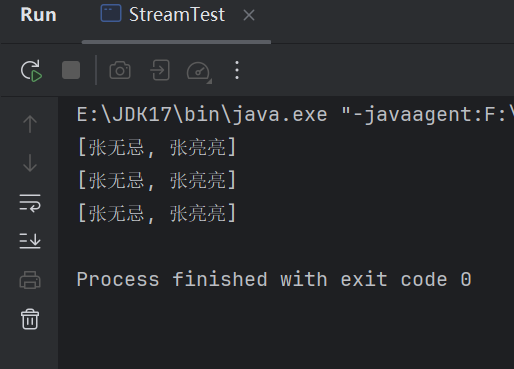 Run
StreamTest
E:\JDK17\bin\java.exe "-javaagent:F:\
[张无忌, 张亮亮]
[张无忌, 张亮亮]
[张无忌, 张亮亮]
Process finished with exit code 0